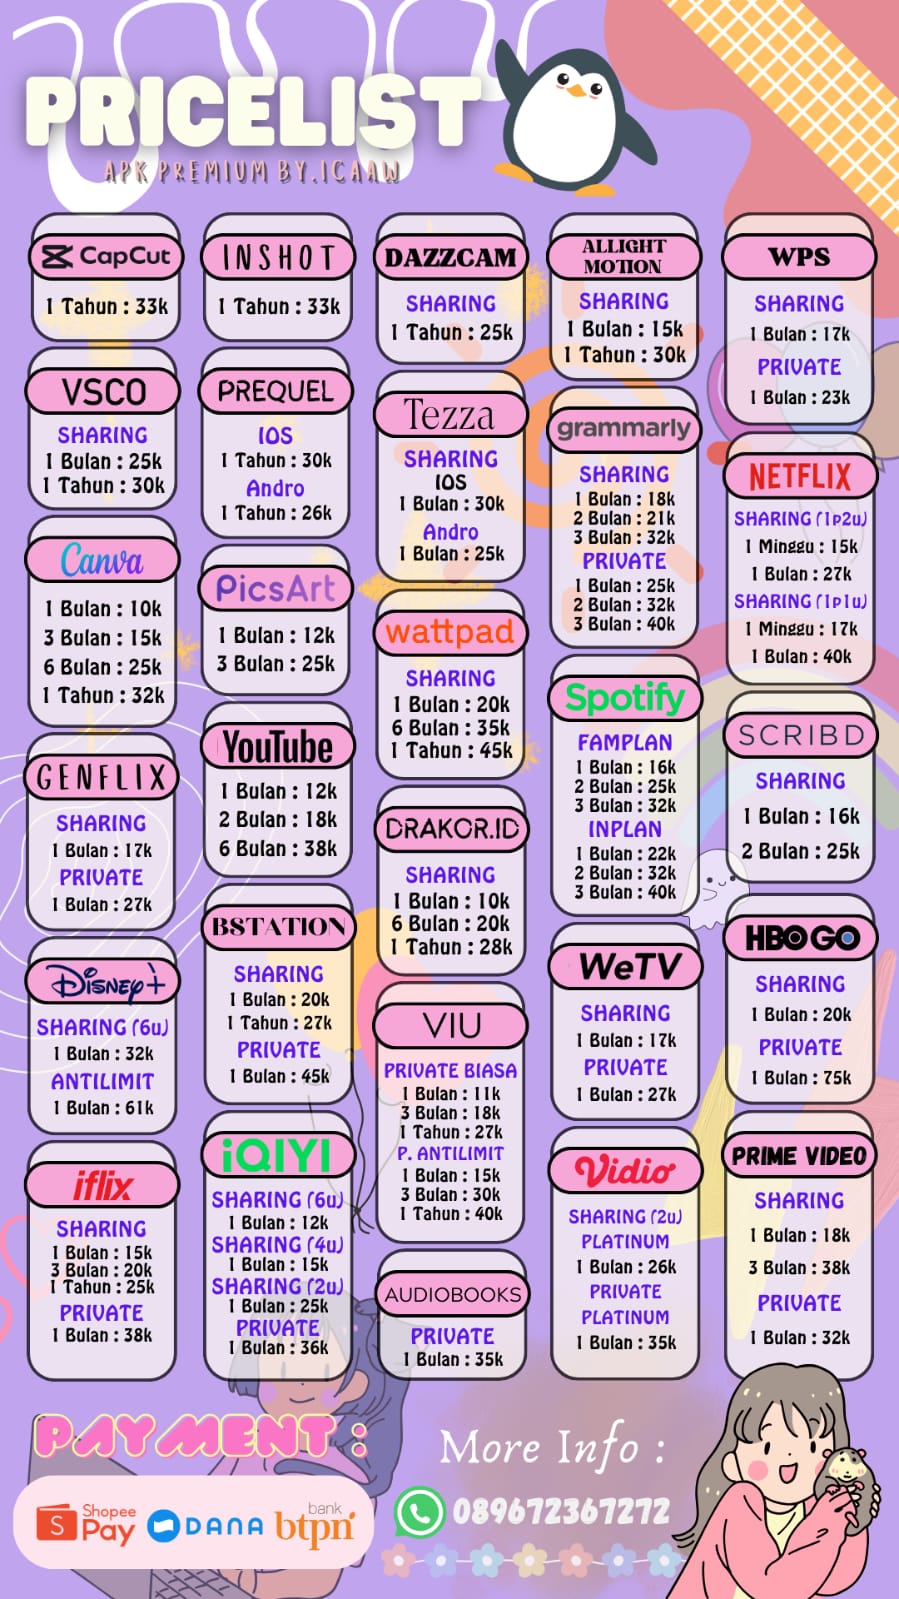 PRICELIST
APK PREMIUM BY.ICAAW
CapCut
1 Tahun : 33k
INSHOT
1 Tahun : 33k
DAZZCAM
SHARING
1 Tahun : 25k
ALLIGHT
MOTION
SHARING
1 Bulan : 15k
1 Tahun : 30k
WPS
SHARING
1 Bulan : 17k
PRIVATE
1 Bulan : 23k
VSCO
SHARING
1 Bulan : 25k
1 Tahun : 30k
PREQUEL
IOS
1 Tahun : 30k
Andro
1 Tahun : 26k
Tezza
SHARING
IOS
1 Bulan : 30k
Andro
1 Bulan : 25k
grammarly
SHARING
1 Bulan : 18k
2 Bulan : 21k
3 Bulan : 32k
PRIVATE
1 Bulan : 25k
2 Bulan : 32k
3 Bulan : 40k
NETFLIX
SHARING (1p2u)
1 Minggu : 15k
1 Bulan : 27k
SHARING (1p1u)
1 Minggu : 17k
1 Bulan : 40k
Canva
1 Bulan : 10k
3 Bulan : 15k
6 Bulan : 25k
1 Tahun : 32k
PicsArt
1 Bulan : 12k
3 Bulan : 25k
wattpad
SHARING
1 Bulan : 20k
6 Bulan : 35k
1 Tahun : 45k
Spotify
FAMPLAN
1 Bulan : 16k
2 Bulan : 25k
3 Bulan : 32k
INPLAN
1 Bulan : 22k
2 Bulan : 32k
3 Bulan : 40k
SCRIBD
SHARING
1 Bulan : 16k
2 Bulan : 25k
GENFLIX
SHARING
1 Bulan : 17k
PRIVATE
1 Bulan : 27k
YouTube
1 Bulan : 12k
2 Bulan : 18k
6 Bulan : 38k
DRAKOR.ID
SHARING
1 Bulan : 10k
6 Bulan : 20k
1 Tahun : 28k
WeTV
SHARING
1 Bulan : 17k
PRIVATE
1 Bulan : 27k
HBO GO
SHARING
1 Bulan : 20k
PRIVATE
1 Bulan : 75k
Disney+
SHARING (6u)
1 Bulan : 32k
ANTILIMIT
1 Bulan : 61k
BSTATION
SHARING
1 Bulan : 20k
1 Tahun : 27k
PRIVATE
1 Bulan : 45k
VIU
PRIVATE BIASA
1 Bulan : 11k
3 Bulan : 18k
1 Tahun : 27k
P. ANTILIMIT
1 Bulan : 15k
3 Bulan : 30k
1 Tahun : 40k
Vidio
SHARING (2u)
PLATINUM
1 Bulan : 26k
PRIVATE
PLATINUM
1 Bulan : 35k
PRIME VIDEO
SHARING
1 Bulan : 18k
3 Bulan : 38k
PRIVATE
1 Bulan : 32k
iflix
SHARING
1 Bulan : 15k
3 Bulan : 20k
1 Tahun : 25k
PRIVATE
1 Bulan : 38k
iQIYI
SHARING (6u)
1 Bulan : 12k
SHARING (4u)
1 Bulan : 15k
SHARING (2u)
1 Bulan : 25k
PRIVATE
1 Bulan : 36k
AUDIOBOOKS
PRIVATE
1 Bulan : 35k
PAYMENT :
Shopee
Pay
DANA
bank
btpn
More Info :
089672367272